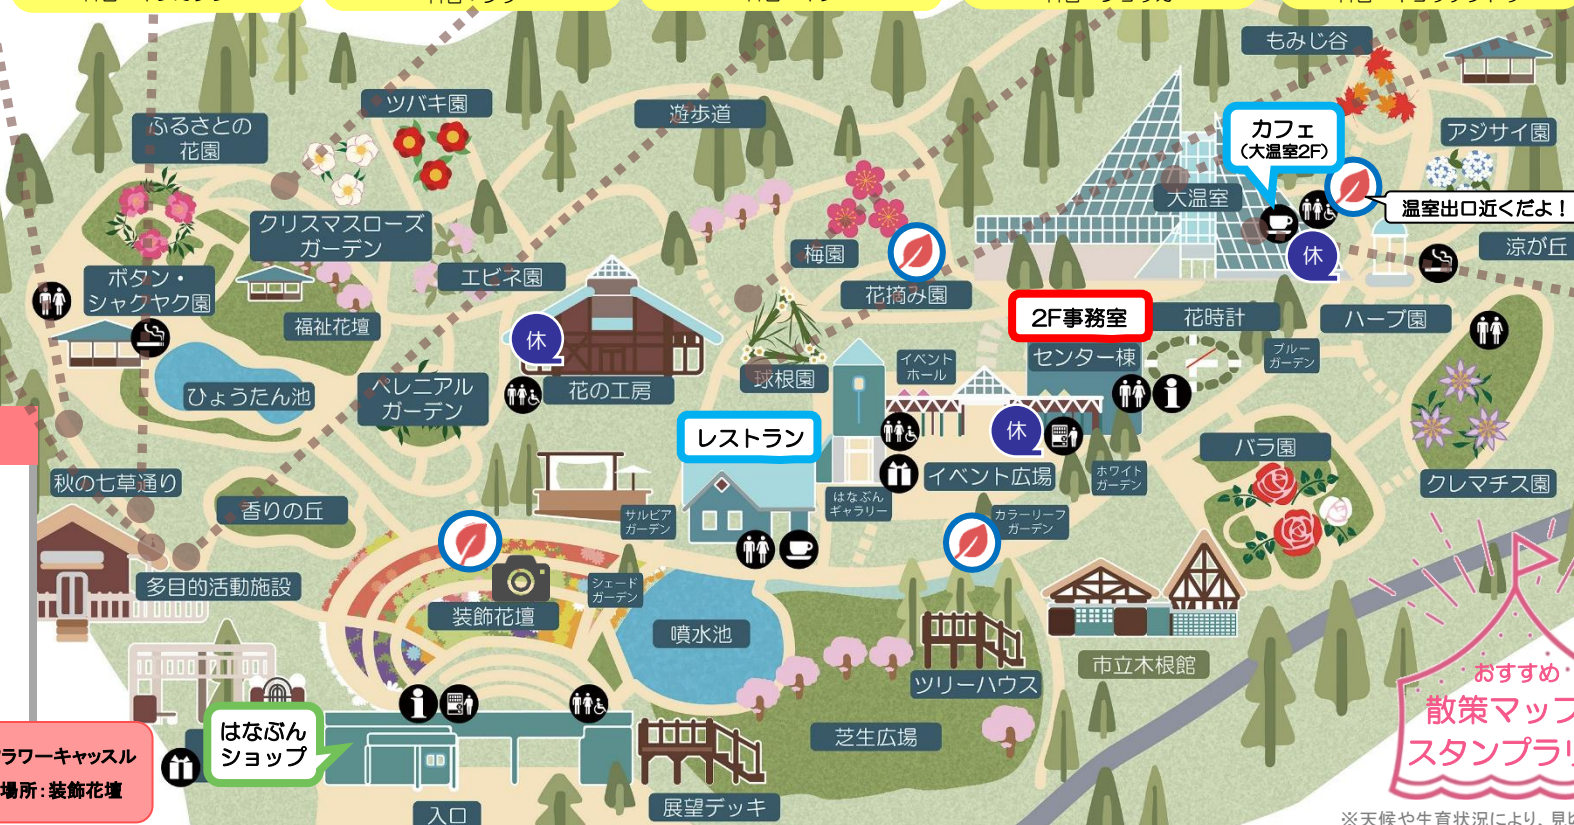 もみじ谷
ツバキ園
遊歩道
ふるさとの
花園
カフェ
(大温室2F)
アジサイ園
大温室
温室出口近くだよ！
クリスマスローズ
ガーデン
梅園
涼が丘
ボタン・
シャクヤク園
エビネ園
花摘み園
福祉花壇
休
休
2F事務室
花時計
ハーブ園
センター棟
イベント
ホール
ブルー
ガーデン
ひょうたん池
ペレニアル
ガーデン
花の工房
球根園
レストラン
休
バラ園
イベント広場
ホワイト
ガーデン
クレマチス園
秋の七草通り
香りの丘
はなぶん
ギャラリー
サルビア
ガーデン
カラーリーフ
ガーデン
多目的活動施設
シェード
ガーデン
装飾花壇
噴水池
市立木根館
ツリーハウス
おすすめ
散策マップ
スタンプラリ
はなぶん
ショップ
芝生広場
ラワーキャッスル
場所：装飾花壇
展望デッキ
入口
※天候や生育状況により、見